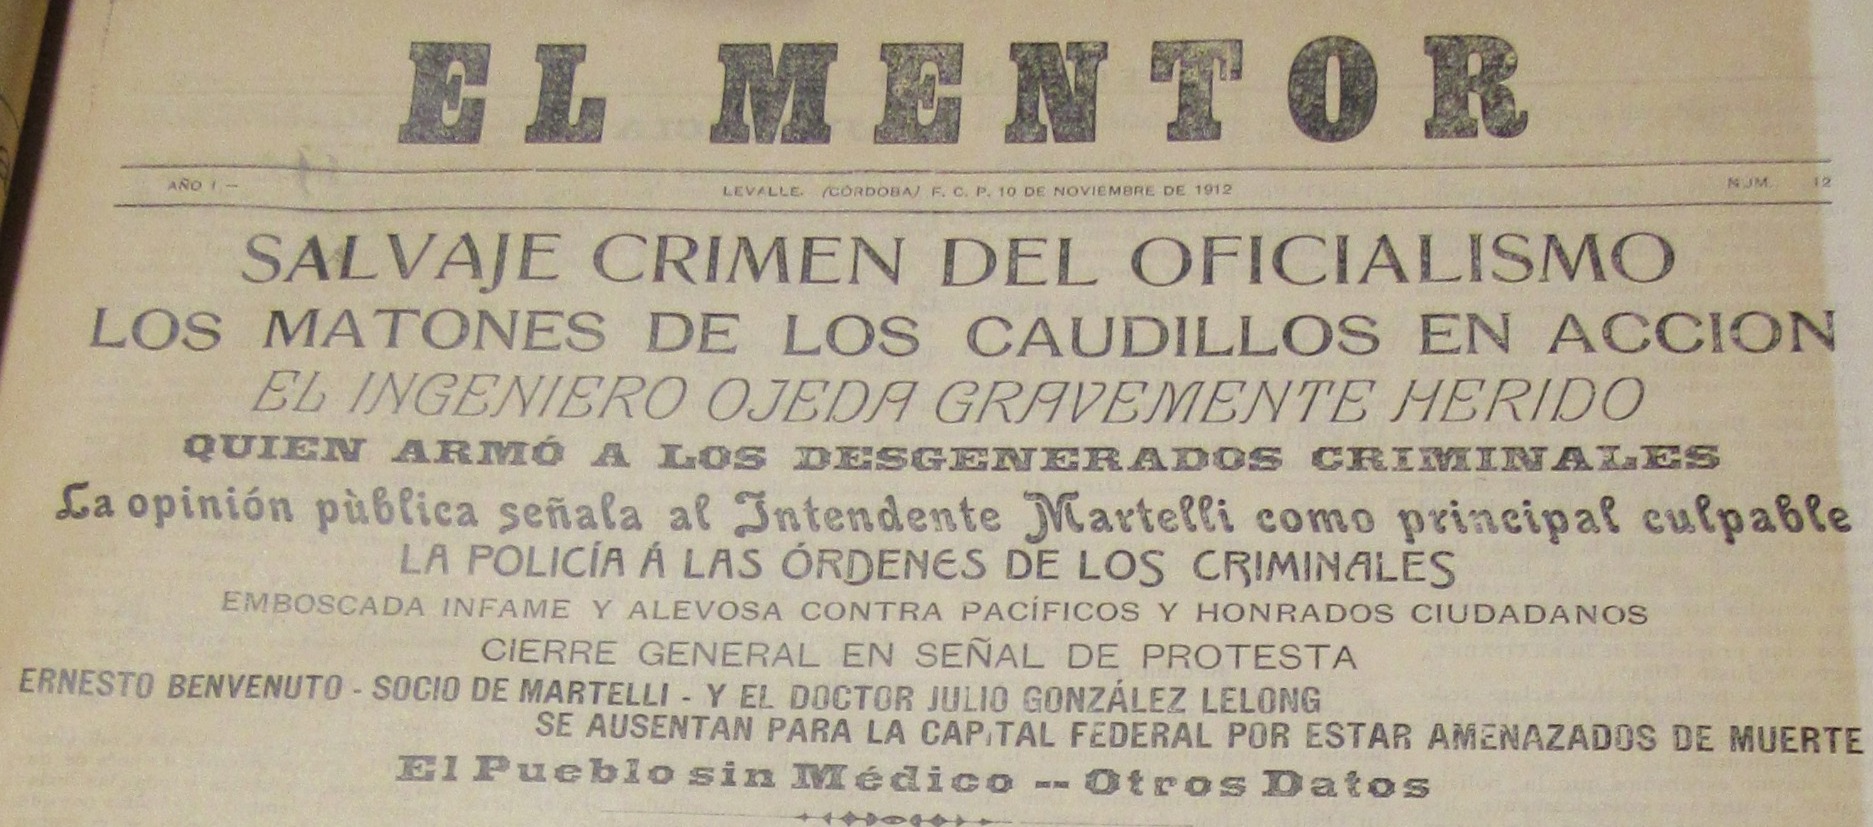 EL MENTOR
AÑO I.— LEVALLE. (CÓRDOBA) F. C. P. 10 DE NOVIEMBRE DE 1912 NUM. 12
SALVAJE CRIMEN DEL OFICIALISMO
LOS MATONES DE LOS CAUDILLOS EN ACCION
EL INGENIERO OJEDA GRAVEMENTE HERIDO
QUIEN ARMÓ A LOS DESGENERADOS CRIMINALES
La opinión pùblica señala al Intendente Martelli como principal culpable
LA POLICÍA Á LAS ÓRDENES DE LOS CRIMINALES
EMBOSCADA INFAME Y ALEVOSA CONTRA PACÍFICOS Y HONRADOS CIUDADANOS
CIERRE GENERAL EN SEÑAL DE PROTESTA
ERNESTO BENVENUTO - SOCIO DE MARTELLI - Y EL DOCTOR JULIO GONZÁLEZ LELONG
SE AUSENTAN PARA LA CAPITAL FEDERAL POR ESTAR AMENAZADOS DE MUERTE
El Pueblo sin Médico -- Otros Datos